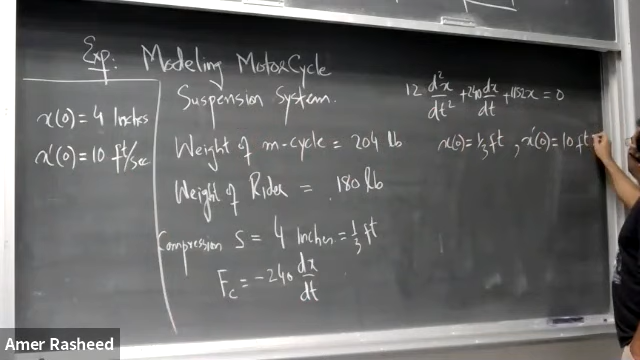 Exp: Modeling MotorCycle
Suspension System.
x(0) = 4 Inches
x'(0) = 10 ft/sec
Weight of m-cycle = 204 lb
Weight of Rider = 180 lb
Compression S = 4 Inches = 1/3 ft
F_c = -240 dx/dt
12 d²x/dt² + 240 dx/dt + 1152x = 0
x(0) = 1/3 ft, x'(0) = 10 ft
Amer Rasheed